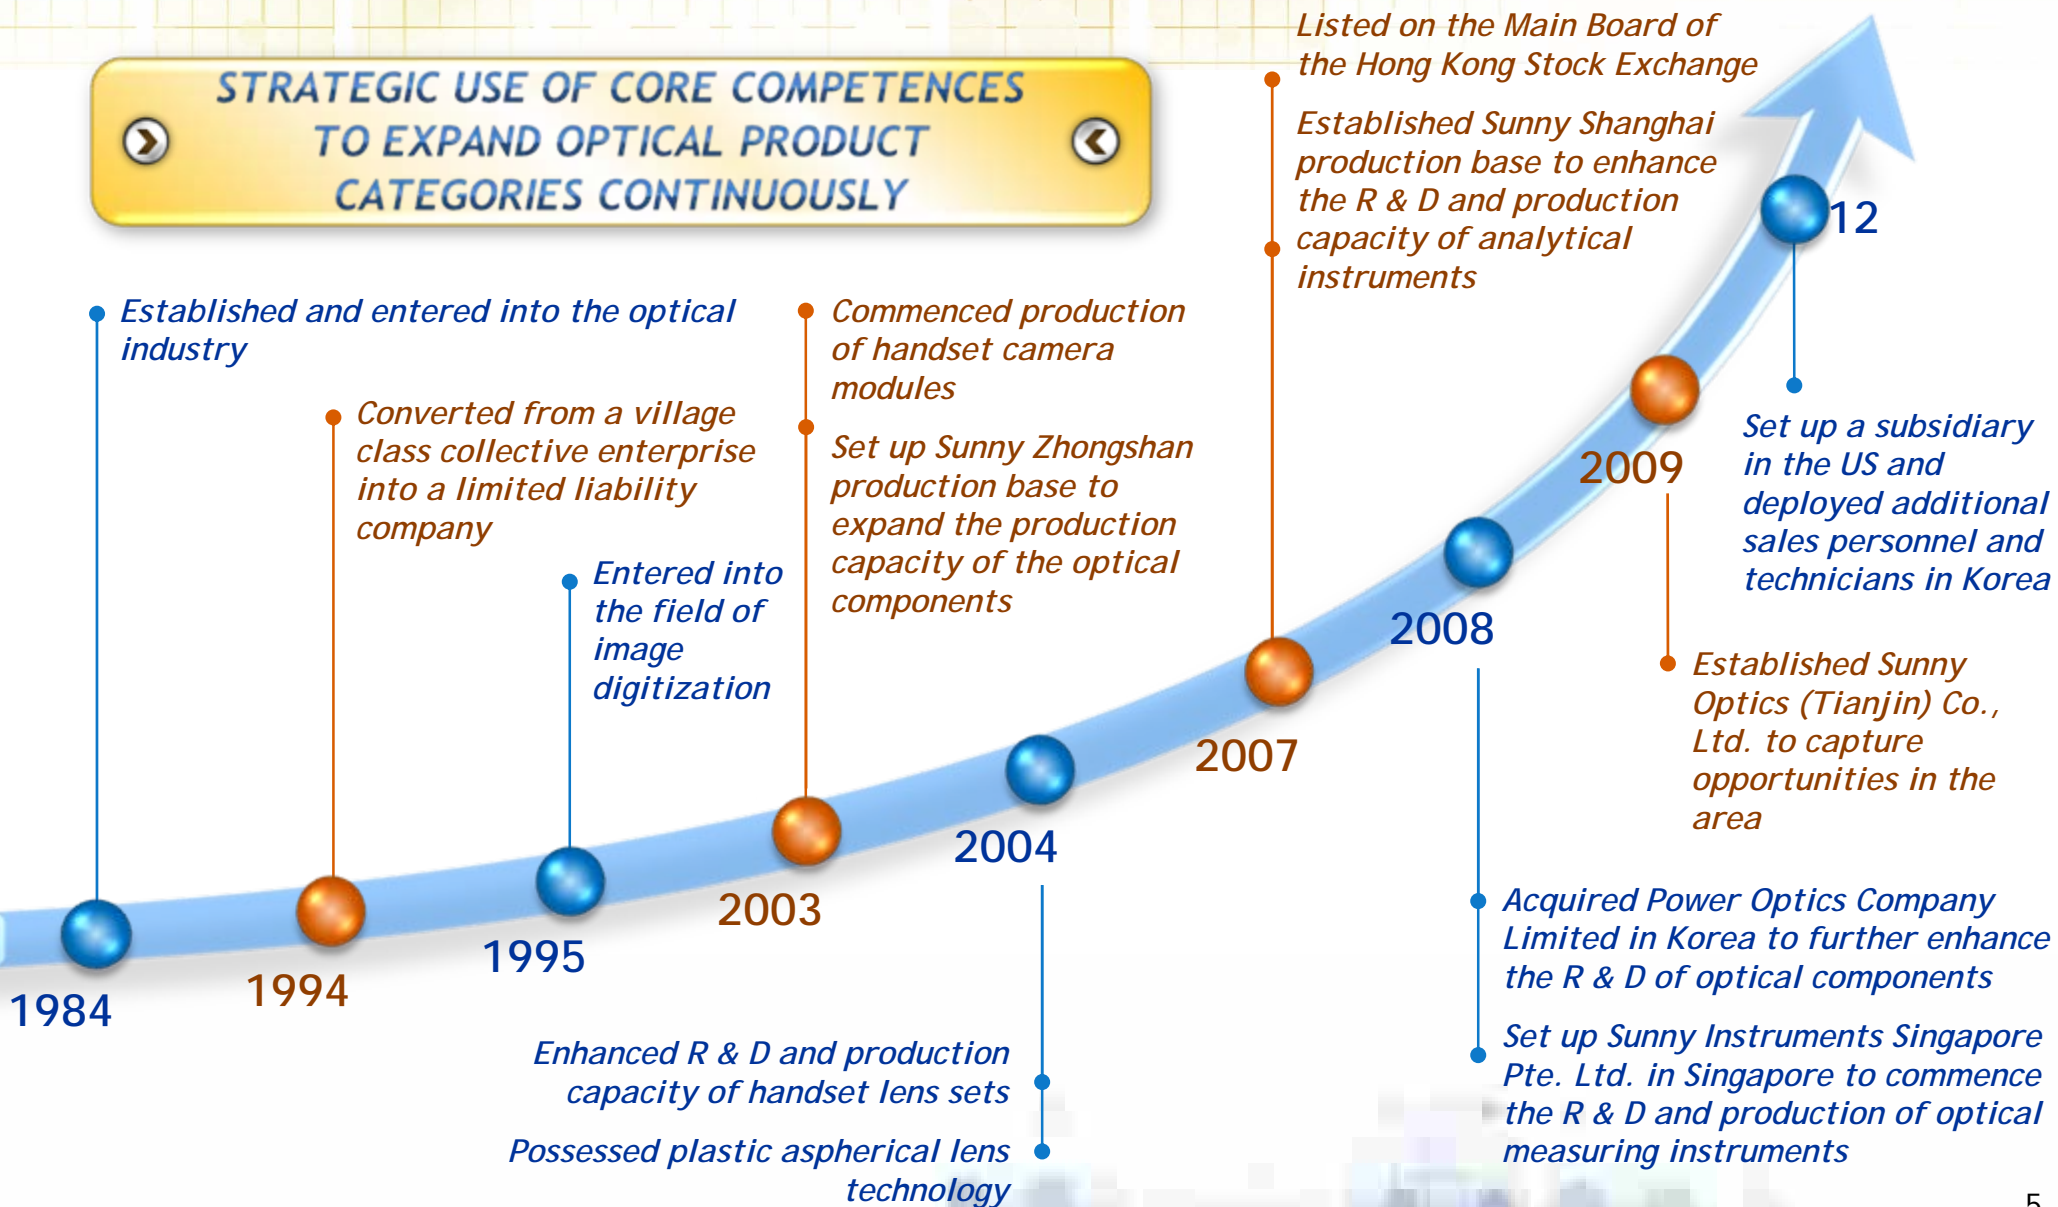 STRATEGIC USE OF CORE COMPETENCES
TO EXPAND OPTICAL PRODUCT
CATEGORIES CONTINUOUSLY
Established and entered into the optical
industry
1984
Converted from a village
class collective enterprise
into a limited liability
company
1994
Entered into
the field of
image
digitization
1995
Commenced production
of handset camera
modules
Set up Sunny Zhongshan
production base to
expand the production
capacity of the optical
components
2003
2004
Enhanced R & D and production
capacity of handset lens sets
Possessed plastic aspherical lens
technology
Listed on the Main Board of
the Hong Kong Stock Exchange
Established Sunny Shanghai
production base to enhance
the R & D and production
capacity of analytical
instruments
2007
2008
Acquired Power Optics Company
Limited in Korea to further enhance
the R & D of optical components
Set up Sunny Instruments Singapore
Pte. Ltd. in Singapore to commence
the R & D and production of optical
measuring instruments
2009
Established Sunny
Optics (Tianjin) Co.,
Ltd. to capture
opportunities in the
area
12
Set up a subsidiary
in the US and
deployed additional
sales personnel and
technicians in Korea
5